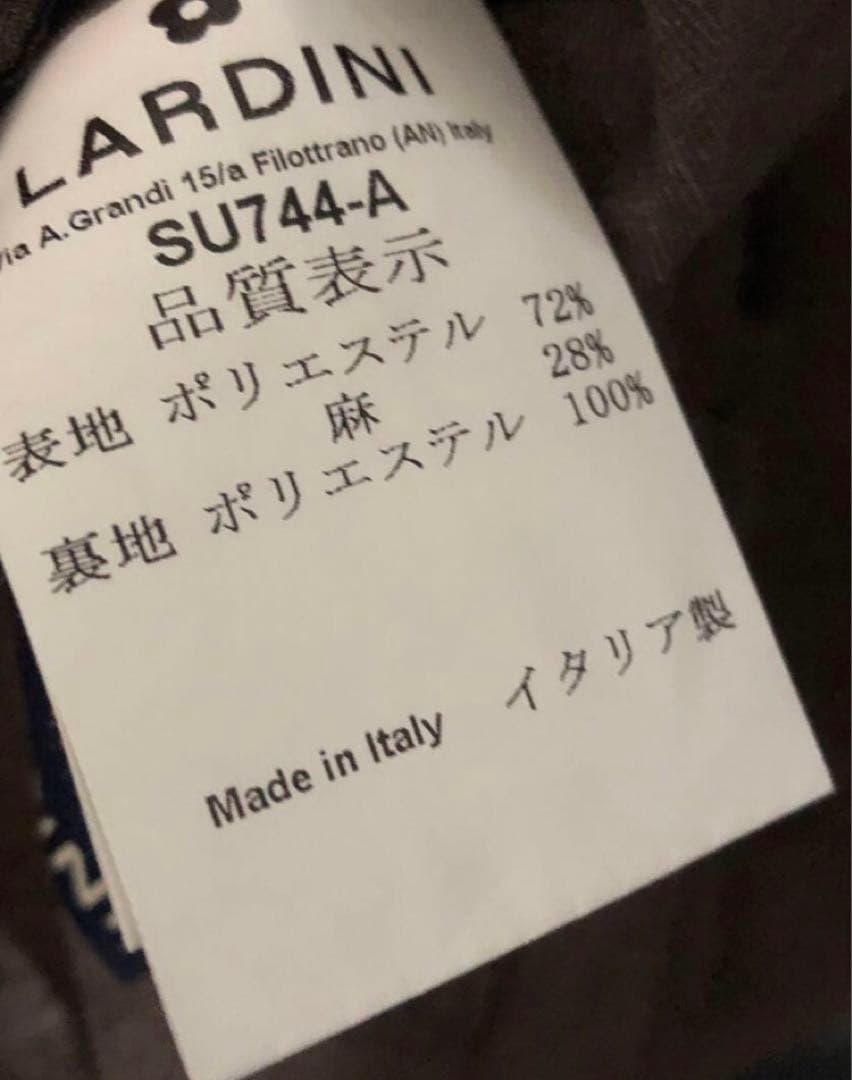 LARDINI
Via A.Grandi 15/a Filottrano (AN) Italy
SU744-A
品質表示
表地 ポリエステル 72%
麻 28%
裏地 ポリエステル 100%
Made in Italy イタリア製